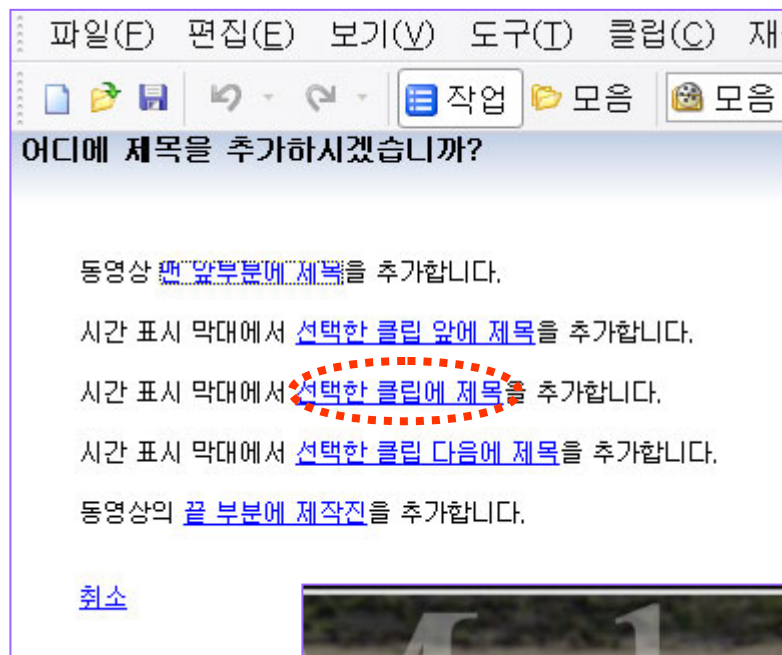 파일(F) 편집(E) 보기(V) 도구(T) 클립(C)
작업 모음 모음
어디에 제목을 추가하시겠습니까?
동영상 맨 앞부분에 제목을 추가합니다.
시간 표시 막대에서 선택한 클립 앞에 제목을 추가합니다.
시간 표시 막대에서 선택한 클립에 제목을 추가합니다.
시간 표시 막대에서 선택한 클립 다음에 제목을 추가합니다.
동영상의 끝 부분에 제작진을 추가합니다.
취소